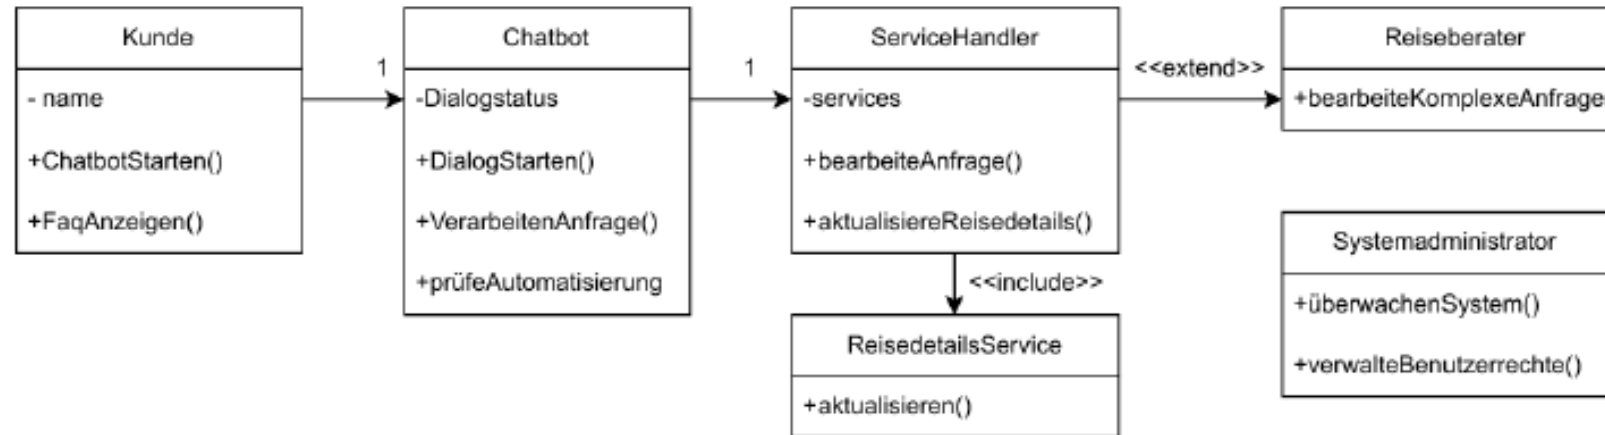 Kunde
- name
+ChatbotStarten()
+FaqAnzeigen()
1
Chatbot
-Dialogstatus
+DialogStarten()
+VerarbeitenAnfrage()
+prüfeAutomatisierung
1
ServiceHandler
-services
+bearbeiteAnfrage()
+aktualisiereReisedetails()
<<extend>>
Reiseberater
+bearbeiteKomplexeAnfrage
<<include>>
ReisedetailsService
+aktualisieren()
Systemadministrator
+überwachenSystem()
+verwalteBenutzerrechte()